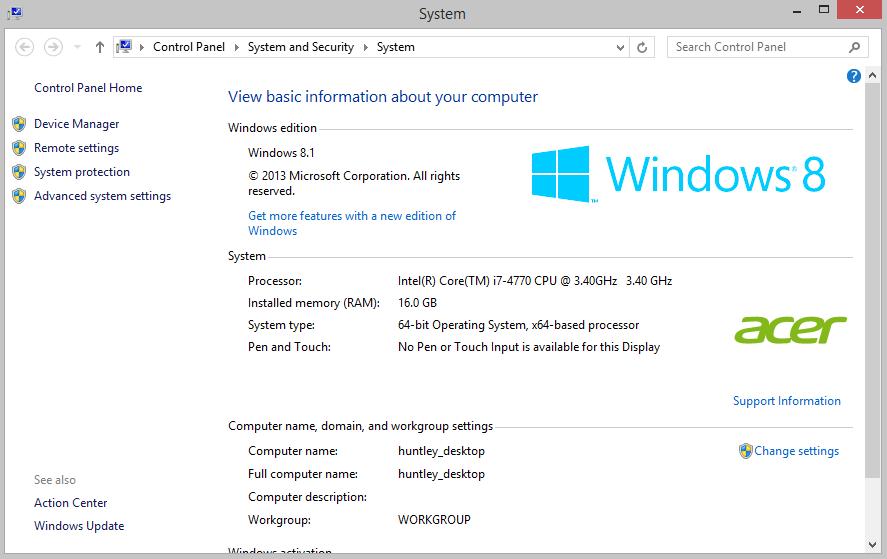 System
Control Panel
System and Security
System
Search Control Panel
Control Panel Home
Device Manager
Remote settings
System protection
Advanced system settings
View basic information about your computer
Windows edition
Windows 8.1
© 2013 Microsoft Corporation. All rights
reserved.
Get more features with a new edition of
Windows
Windows® 8
™
System
Processor: Intel(R) Core(TM) i7-4770 CPU @ 3.40GHz 3.40 GHz
Installed memory (RAM): 16.0 GB
System type: 64-bit Operating System, x64-based processor
Pen and Touch: No Pen or Touch Input is available for this Display
acer
Support Information
Computer name, domain, and workgroup settings
Computer name: huntley_desktop
Change settings
Full computer name: huntley_desktop
Computer description:
Workgroup: WORKGROUP
Windows activation
See also
Action Center
Windows Update